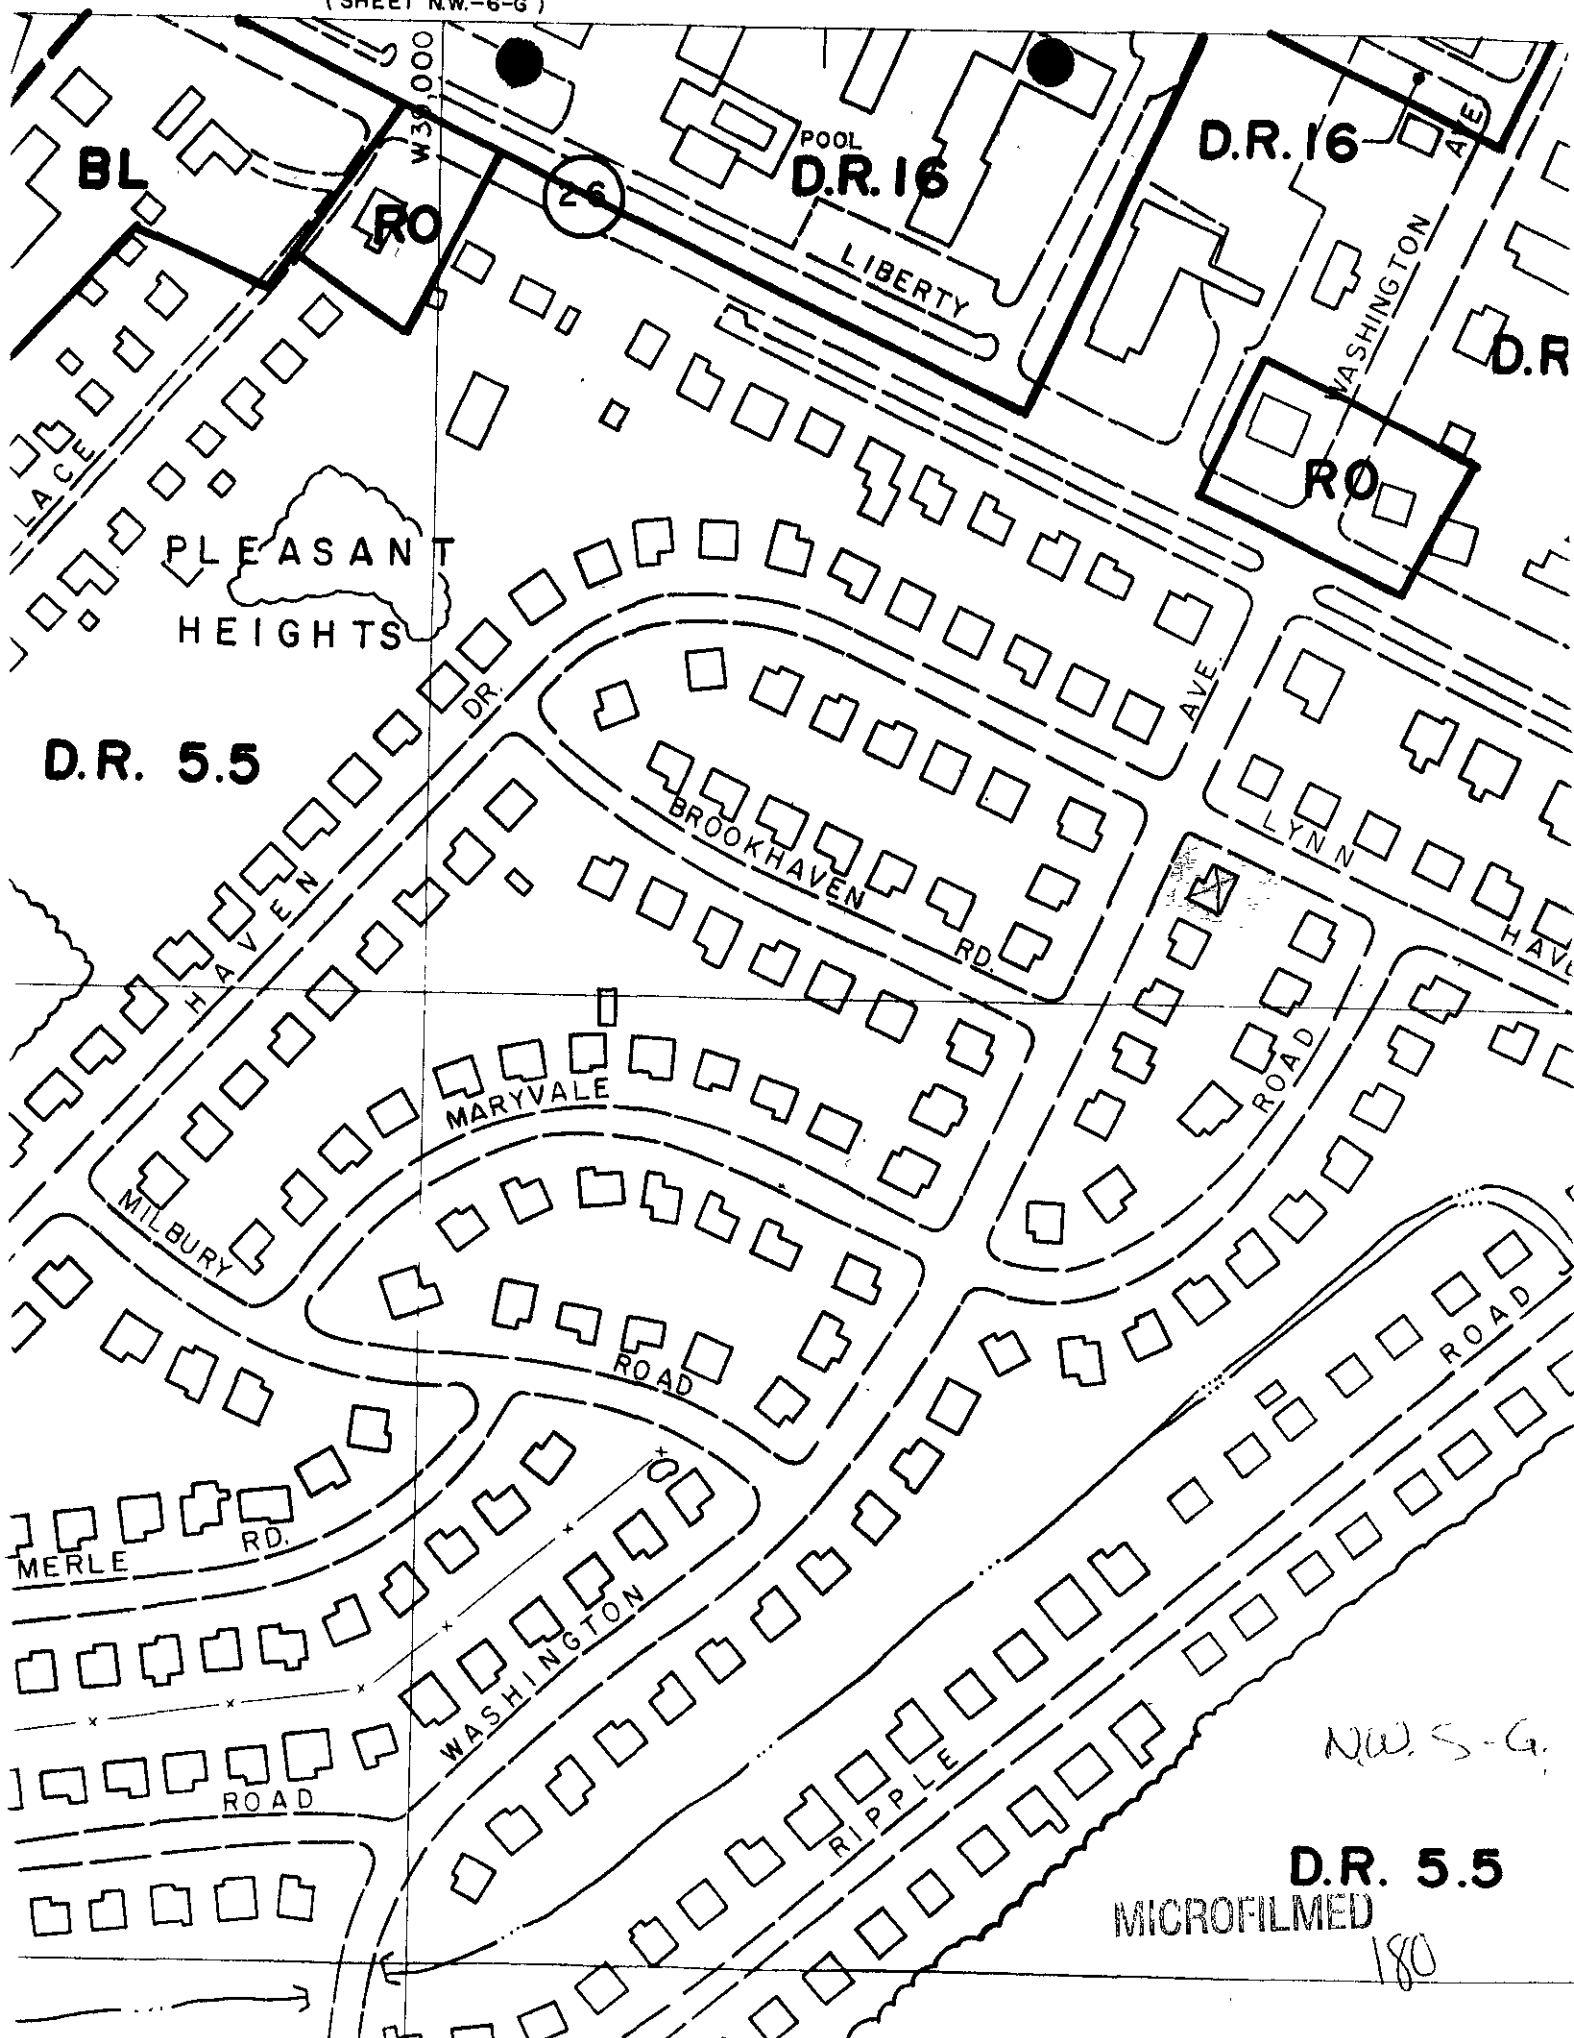 (SHEET N.W.-6-G)
W39,000
BL
RO
26
POOL
D.R. 16
D.R. 16
AVE
LIBERTY
WASHINGTON
D.R
RO
LACE
PLEASANT
HEIGHTS
DR.
AVE.
D.R. 5.5
BROOKHAVEN
RD.
LYNN
HAVE
HAVEN
ROAD
MARYVALE
MILBURY
ROAD
ROAD
MERLE
RD.
WASHINGTON
ROAD
RIPPLE
N.W. 5-G.
D.R. 5.5
MICROFILMED
180